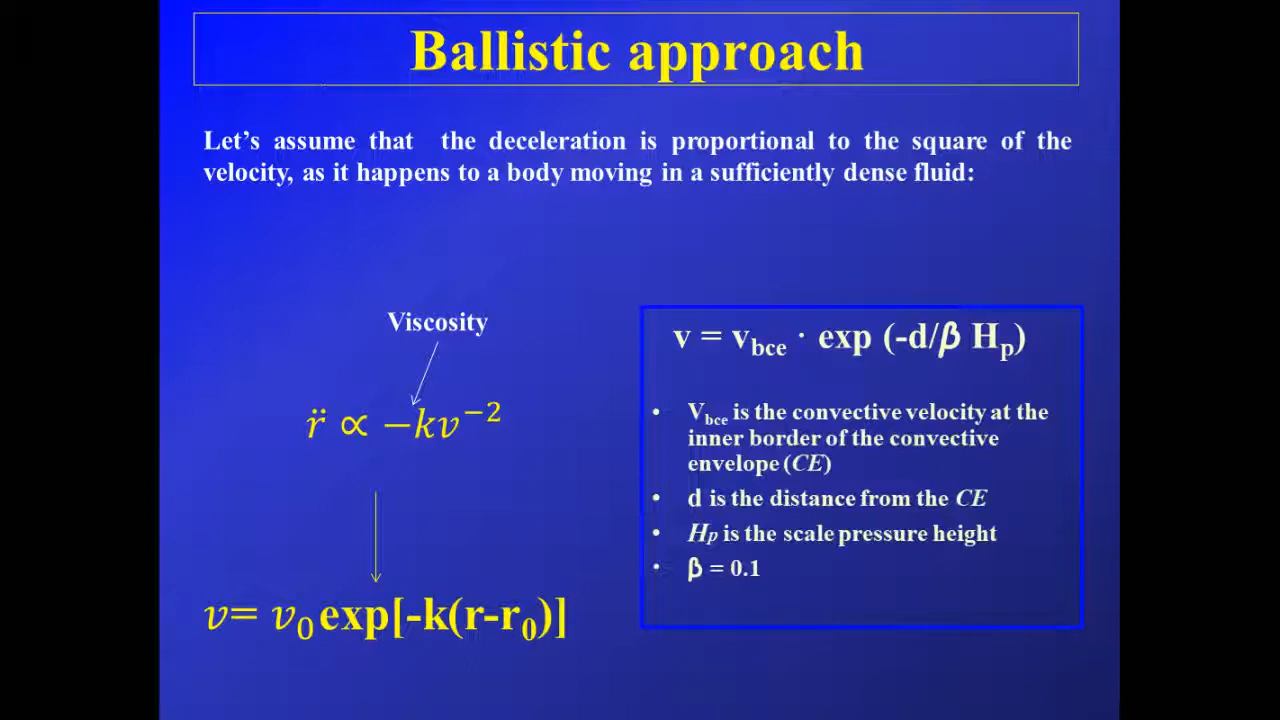 Ballistic approach
Let's assume that the deceleration is proportional to the square of the
velocity, as it happens to a body moving in a sufficiently dense fluid:
Viscosity
r̈ ∝ −kv⁻²
v= v₀ exp[-k(r-r₀)]
v = v_bce · exp (-d/β H_p)
• V_bce is the convective velocity at the
inner border of the convective
envelope (CE)
• d is the distance from the CE
• Hp is the scale pressure height
• β = 0.1